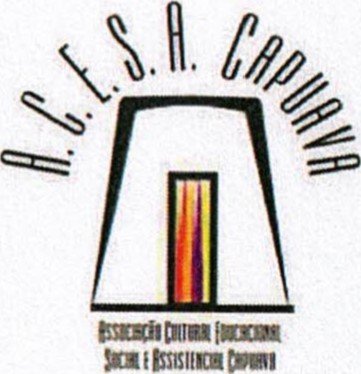 A.C.E.S.A. CAPUAVA
ASSOCIAÇÃO CULTURAL EDUCACIONAL
SOCIAL E ASSISTENCIAL CAPUAVA